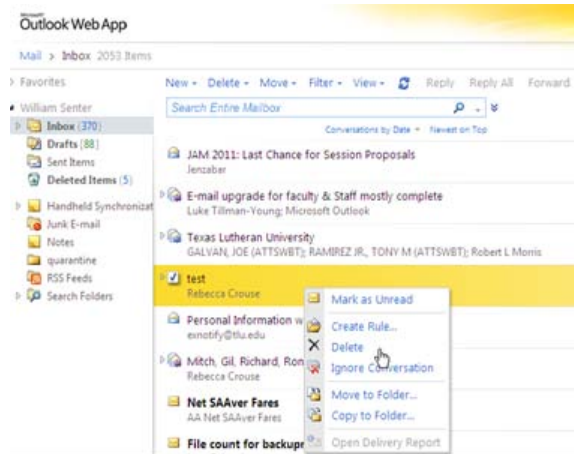 Microsoft
Outlook Web App
Mail > Inbox 2053 Items
Favorites
William Senter
Inbox (370)
Drafts [88]
Sent Items
Deleted Items (5)
Handheld Synchronizat
Junk E-mail
Notes
quarantine
RSS Feeds
Search Folders
New Delete Move Filter View Reply Reply All Forward
Search Entire Mailbox
Conversations by Date Newest on Top
JAM 2011: Last Chance for Session Proposals
Jenzabar
E-mail upgrade for faculty & Staff mostly complete
Luke Tillman-Young; Microsoft Outlook
Texas Lutheran University
GALVAN, JOE (ATTSWBT); RAMIREZ JR., TONY M (ATTSWBT); Robert L Morris
test
Rebecca Crouse
Personal Information w
exnotify@tlu.edu
Mitch, Gil, Richard, Ron
Rebecca Crouse
Net SAAver Fares
AA Net SAAver Fares
File count for backupr
Mark as Unread
Create Rule...
Delete
Ignore Conversation
Move to Folder...
Copy to Folder...
Open Delivery Report